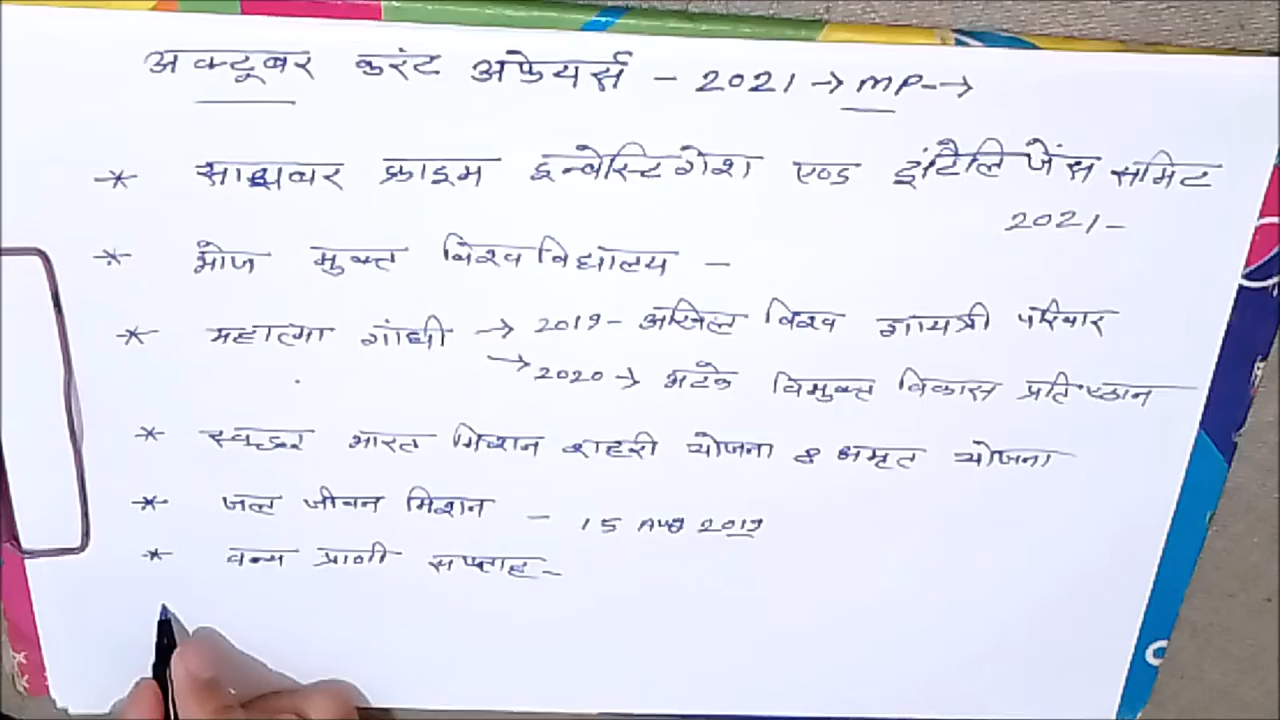 अक्टूबर करंट अफेयर्स - 2021 → MP-→
* साइबर क्राइम इन्वेस्टिगेश एण्ड इंटैलिजेंस समिट
2021-
* भोज मुक्त विश्वविद्यालय -
* महात्मा गांधी → 2019- अखिल विश्व गायत्री परिवार
→ 2020 → भटके विमुक्त विकास प्रतिष्ठान
* स्वच्छ भारत मिशन शहरी योजना & अमृत योजना
* जल जीवन मिशन - 15 Aug 2019
* वन्य प्राणी सप्ताह -